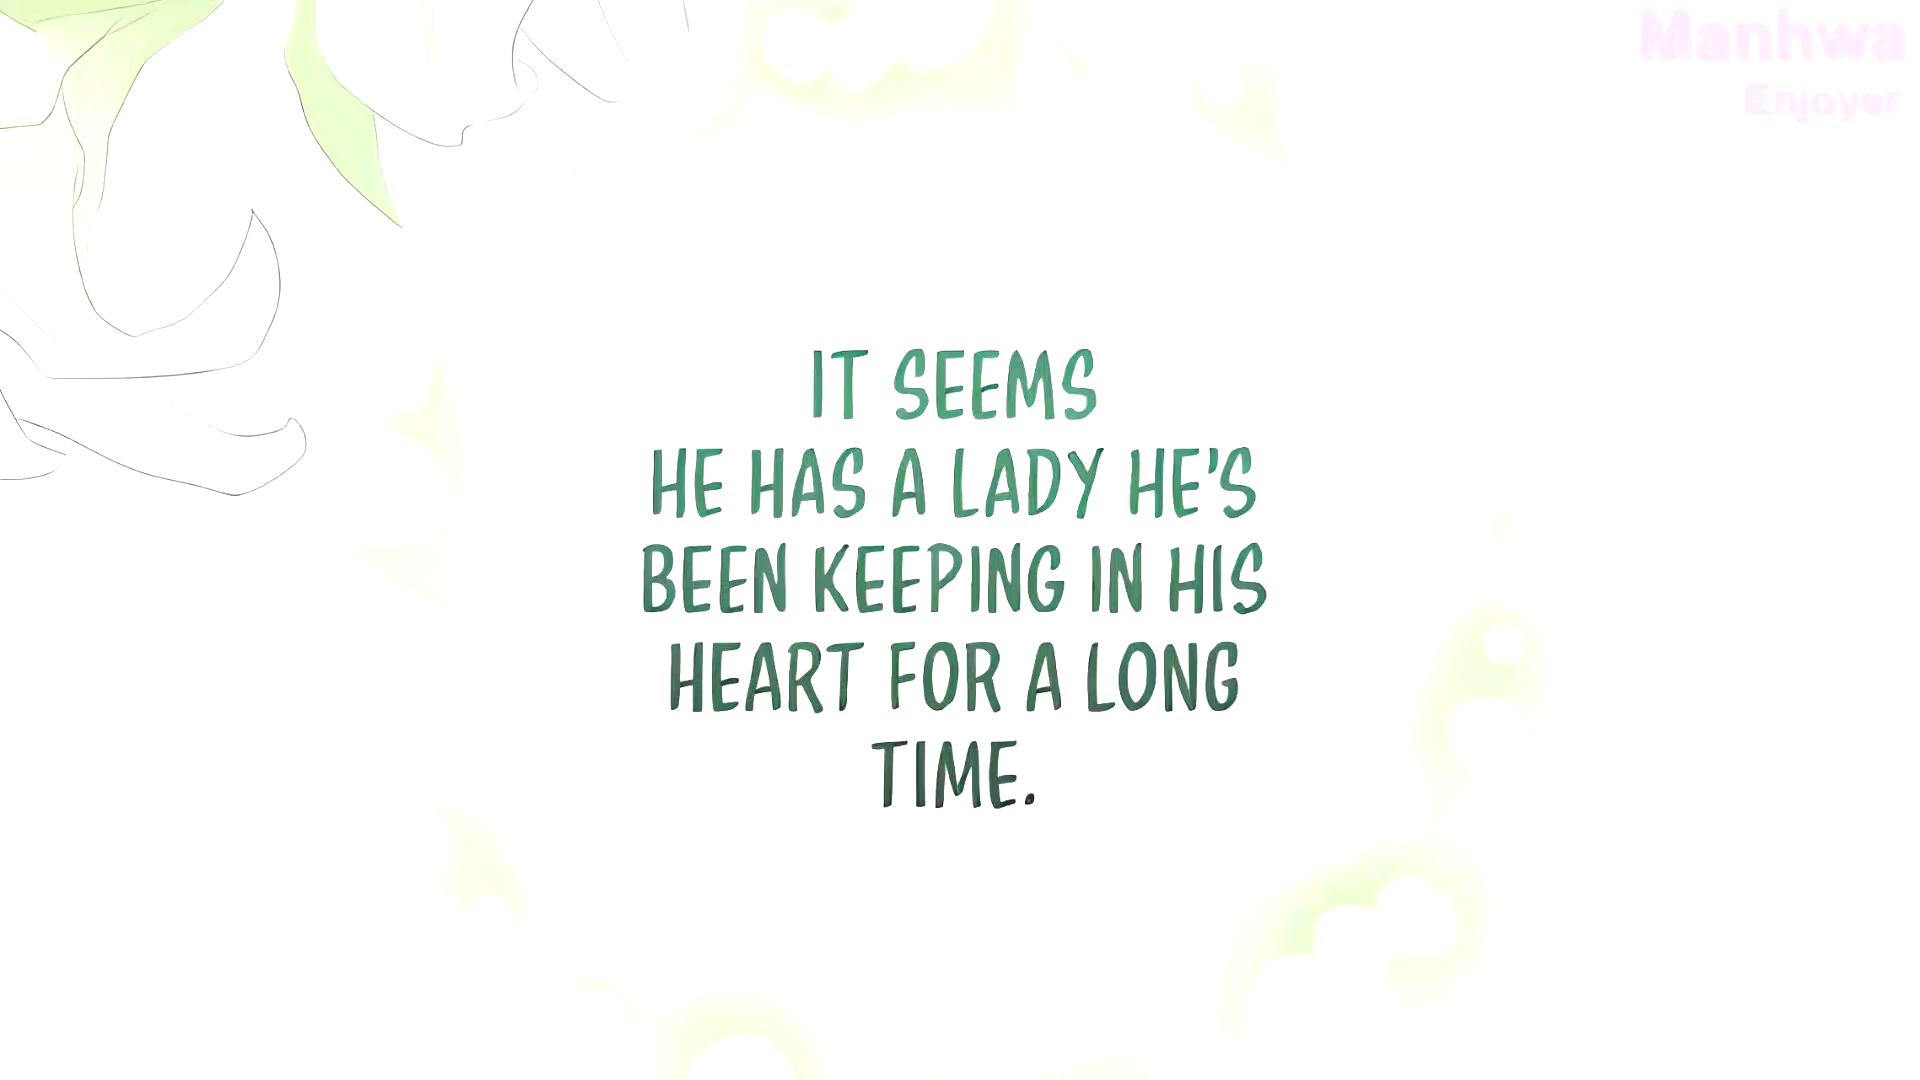 Manhwa
Enjoyer
IT SEEMS
HE HAS A LADY HE'S
BEEN KEEPING IN HIS
HEART FOR A LONG
TIME.